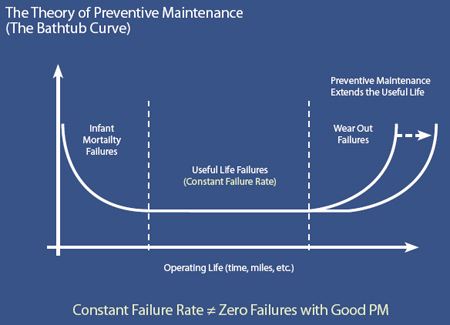 The Theory of Preventive Maintenance
(The Bathtub Curve)
Preventive Maintenance
Extends the Useful Life
Infant
Mortailty
Failures
Wear Out
Failures
Useful Life Failures
(Constant Failure Rate)
Operating Life (time, miles, etc.)
Constant Failure Rate ≠ Zero Failures with Good PM